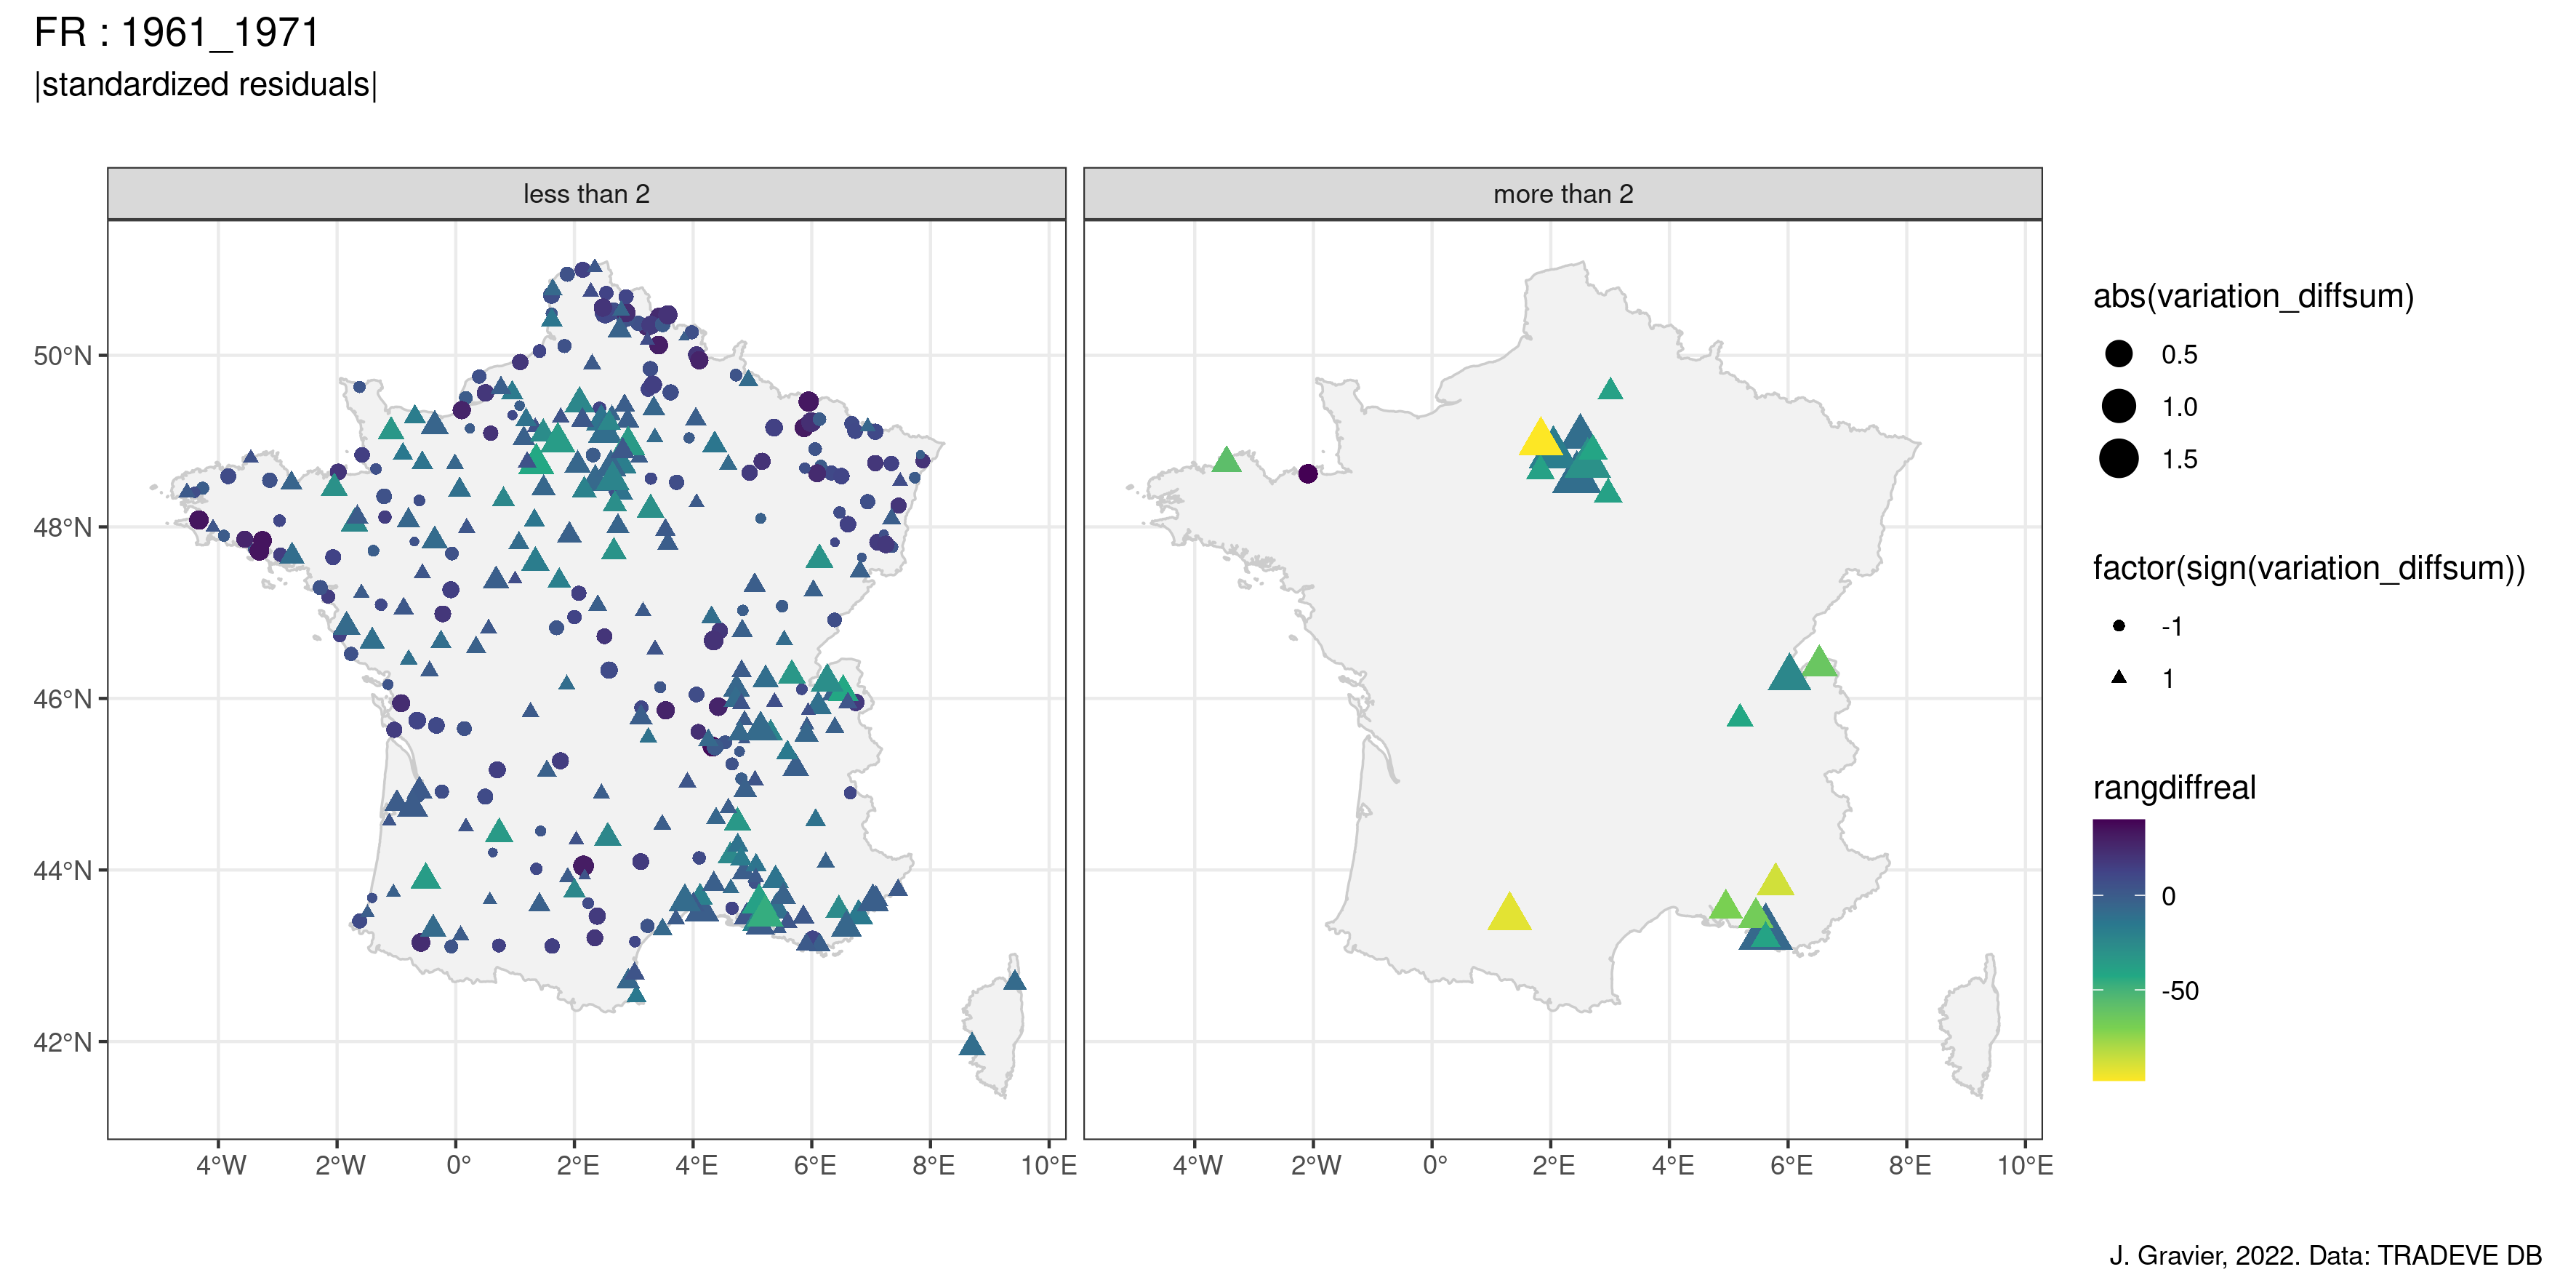 FR : 1961_1971
|standardized residuals|
less than 2
more than 2
50°N
48°N
46°N
44°N
42°N
4°W 2°W 0° 2°E 4°E 6°E 8°E 10°E
4°W 2°W 0° 2°E 4°E 6°E 8°E 10°E
abs(variation_diffsum)
0.5
1.0
1.5
factor(sign(variation_diffsum))
-1
1
rangdiffreal
0
-50
J. Gravier, 2022. Data: TRADEVE DB